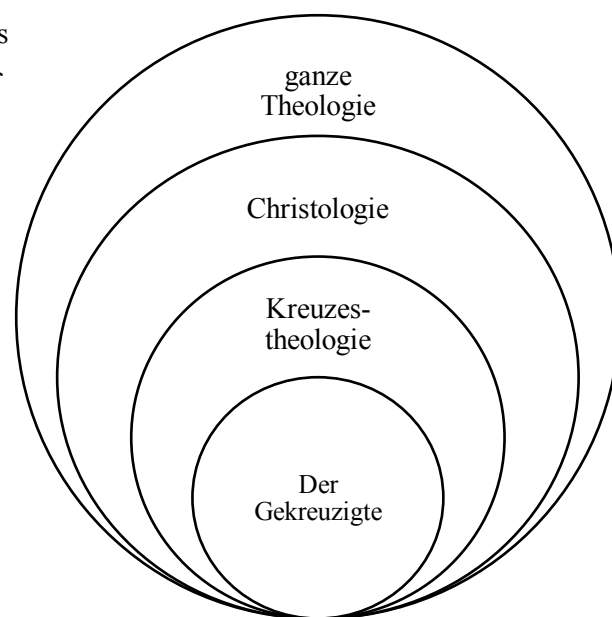 s
ganze
Theologie
Christologie
Kreuzes-
theologie
Der
Gekreuzigte